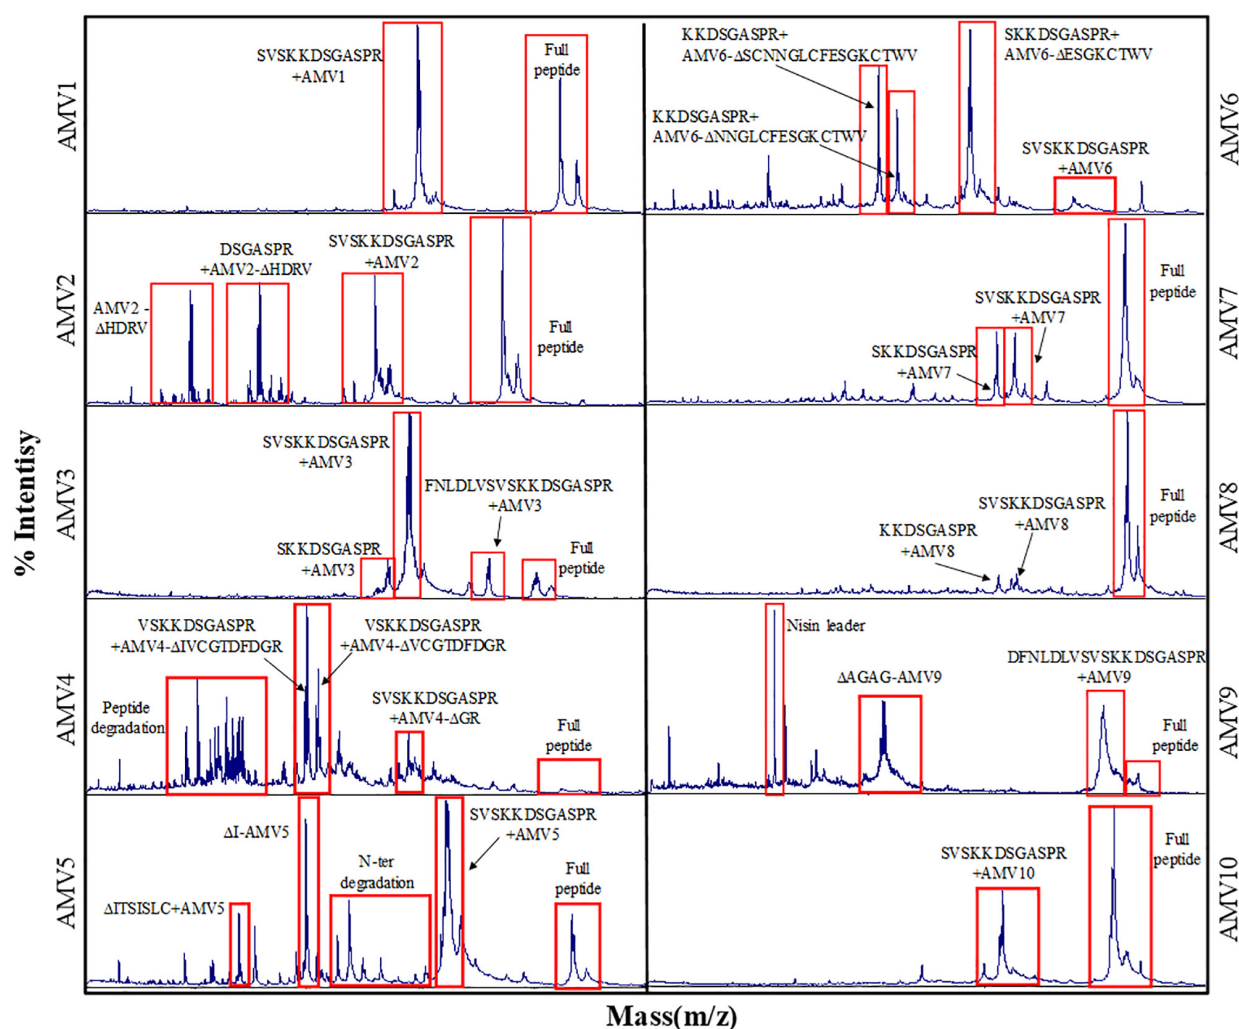 AMV1
SVSKKDSGASPR
+AMV1
Full
peptide
AMV2
AMV2 -
ΔHDRV
DSGASPR
+AMV2-ΔHDRV
SVSKKDSGASPR
+AMV2
Full
peptide
AMV3
SVSKKDSGASPR
+AMV3
FNLDLVSVSKKDSGASPR
+AMV3
SKKDSGASPR
+AMV3
Full
peptide
AMV4
VSKKDSGASPR
+AMV4-ΔIVCGTDFDGR
VSKKDSGASPR
+AMV4-ΔVCGTDFDGR
Peptide
degradation
SVSKKDSGASPR
+AMV4-ΔGR
Full
peptide
AMV5
ΔI-AMV5
SVSKKDSGASPR
+AMV5
N-ter
degradation
ΔITSISLC+AMV5
Full
peptide
KKDSGASPR+
AMV6-ΔSCNNGLCFESGKCTWV
SKKDSGASPR+
AMV6-ΔESGKCTWV
KKDSGASPR+
AMV6-ΔNNGLCFESGKCTWV
SVSKKDSGASPR
+AMV6
AMV6
Full
peptide
SVSKKDSGASPR
+AMV7
SKKDSGASPR
+AMV7
AMV7
Full
peptide
SVSKKDSGASPR
+AMV8
KKDSGASPR
+AMV8
AMV8
Nisin leader
DFNLDLVSVSKKDSGASPR
+AMV9
ΔAGAG-AMV9
Full
peptide
AMV9
SVSKKDSGASPR
+AMV10
Full
peptide
AMV10
% Intentisy
Mass(m/z)